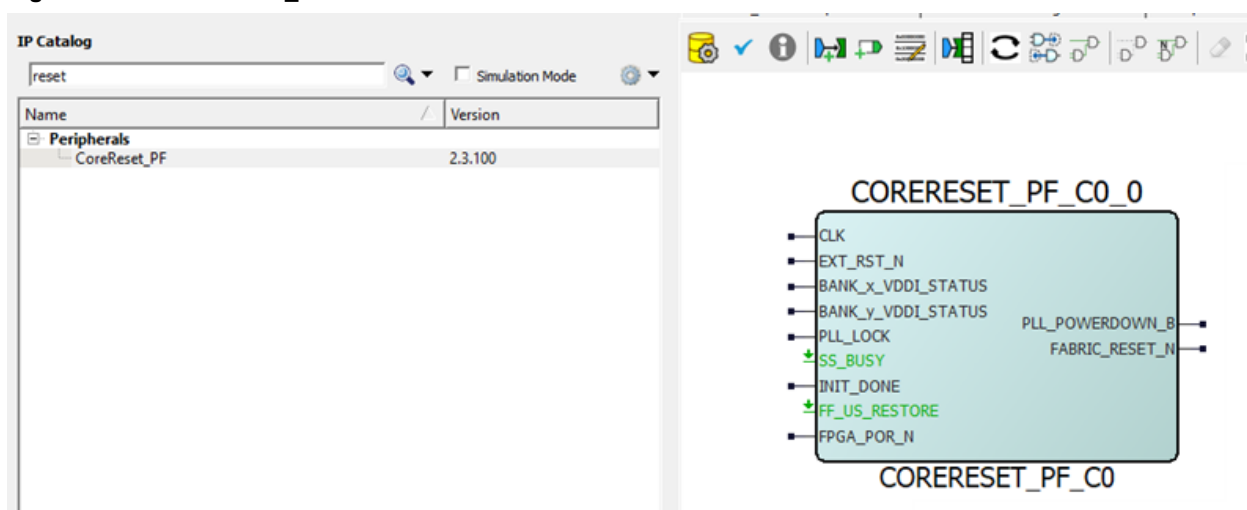 IP Catalog
reset
Simulation Mode
Name Version
Peripherals
CoreReset_PF 2.3.100
CORERESET_PF_C0_0
CLK
EXT_RST_N
BANK_x_VDDI_STATUS
BANK_y_VDDI_STATUS
PLL_LOCK
SS_BUSY
INIT_DONE
FF_US_RESTORE
FPGA_POR_N
PLL_POWERDOWN_B
FABRIC_RESET_N
CORERESET_PF_C0